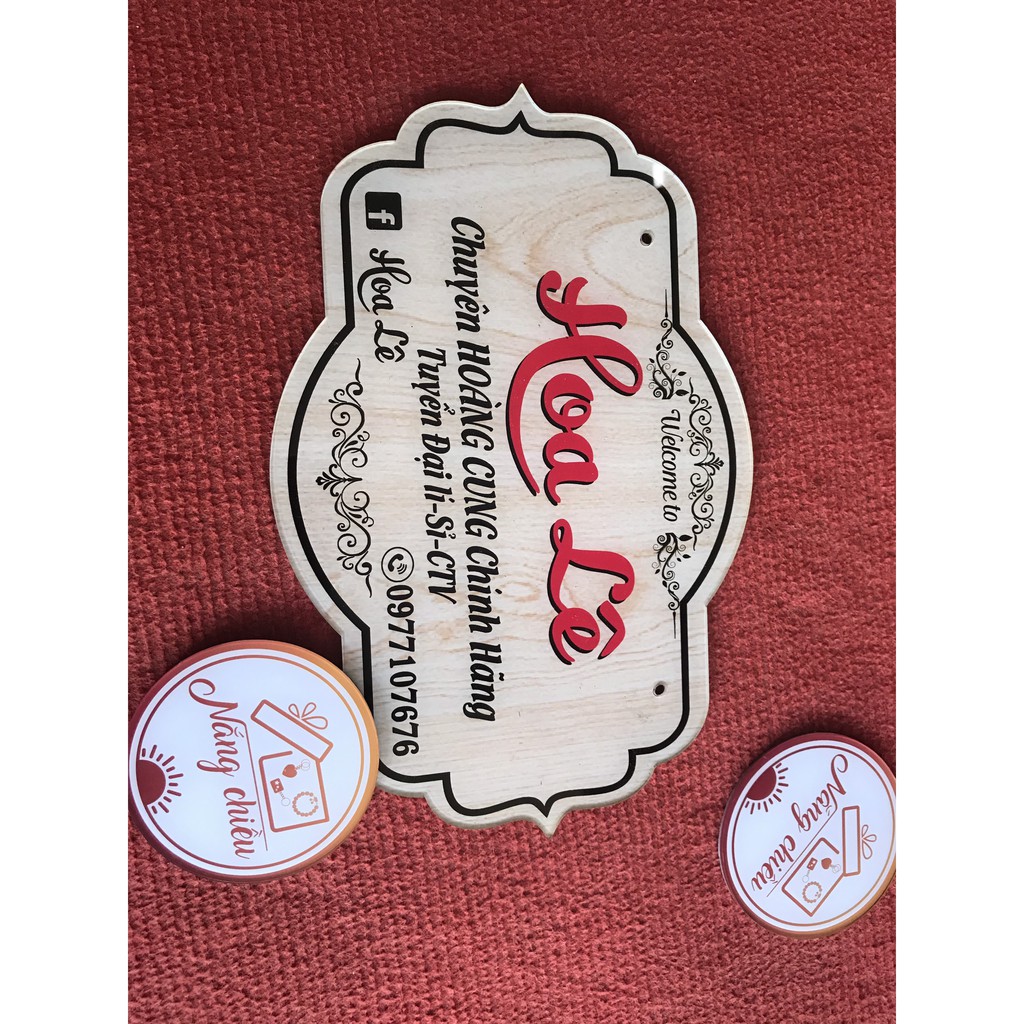 Welcome to
Hoa Lê
Chuyên HOÀNG CUNG Chính Hãng
Tuyển Đại li-Sỉ-CTV
Hoa Lê
0977107676
Nắng chiều
Nắng chiều